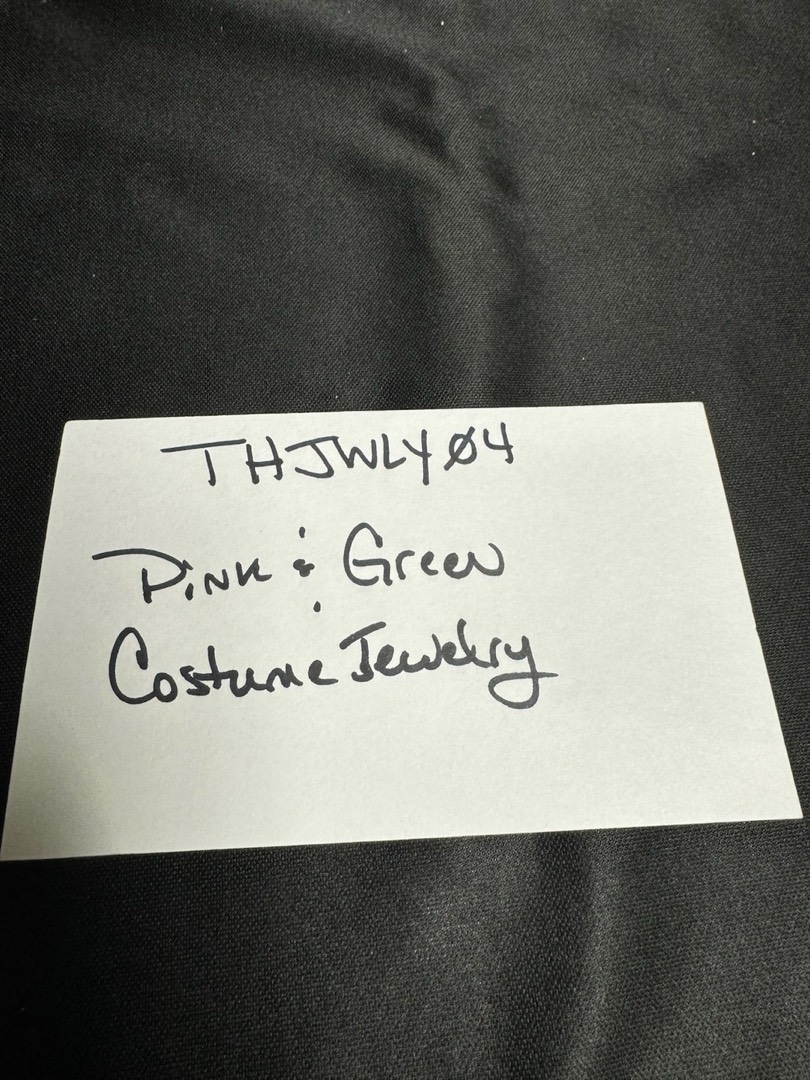 THJWLY04
Pink & Green
Costume Jewelry